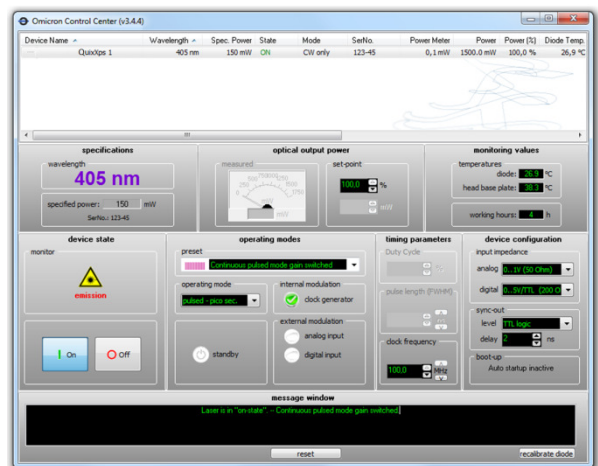 Omicron Control Center (v3.4.4)
Device Name Wavelength Spec. Power State Mode SerNo. Power Meter Power Power [%] Diode Temp.
QuixXps 1 405 nm 150 mW ON CW only 123-45 0,1 mW 1500.0 mW 100,0 % 26,9 °C
specifications
wavelength
405 nm
specified power: 150 mW
SerNo.: 123-45
optical output power
measured
mW
mW
set-point
100,0 %
mW
monitoring values
temperatures
diode: 26.9 °C
head base plate: 38.3 °C
working hours: 4 h
device state
monitor
emission
I On
O Off
operating modes
preset
Continuous pulsed mode gain switched
operating mode
pulsed - pico sec.
internal modulation
clock generator
external modulation
analog input
digital input
standby
timing parameters
Duty Cycle
%
pulse length (FWHM)
clock frequency
100,0 MHz
device configuration
input impedance
analog 0..1V (50 Ohm)
digital 0..5V/TTL (200 O
sync-out
level TTL logic
delay 2 ns
boot-up
Auto startup inactive
message window
Laser is in "on-state". -- Continuous pulsed mode gain switched.
reset
recalibrate diode